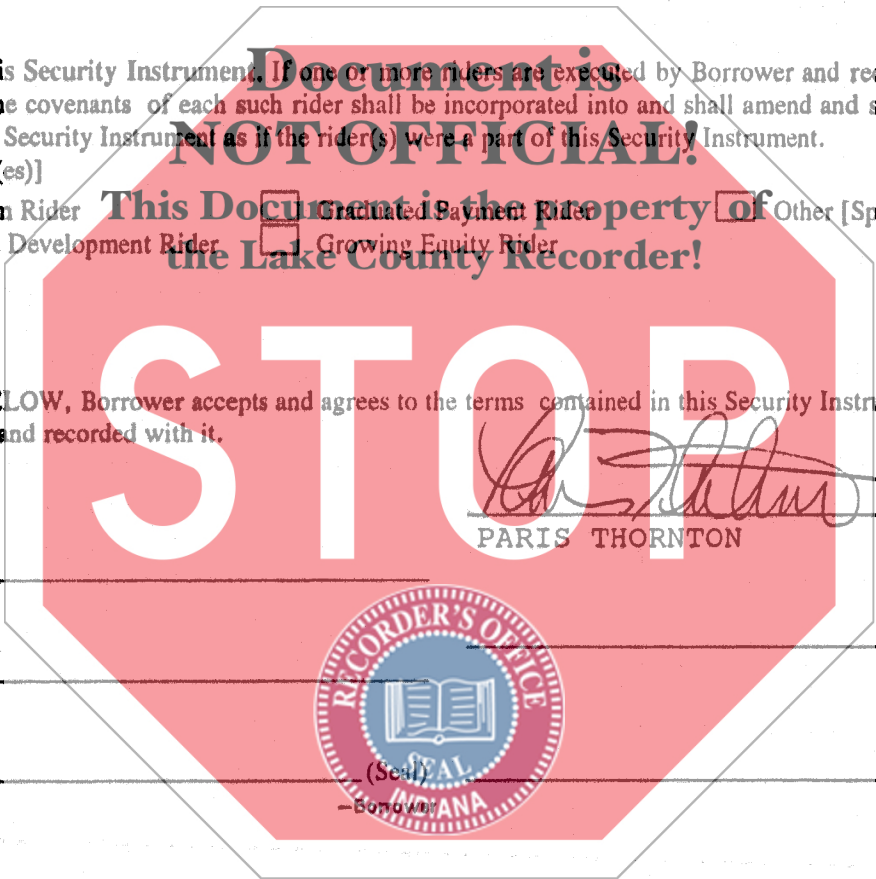 Document is
is Security Instrument. If one or more riders are executed by Borrower and rec
e covenants of each such rider shall be incorporated into and shall amend and s
Security Instrument as if the rider(s) were a part of this Security Instrument.
NOT OFFICIAL!
(es)]
n Rider Graduated Payment Rider Other [Sp
This Document is the property of
Development Rider Growing Equity Rider
the Lake County Recorder!
STOP
LOW, Borrower accepts and agrees to the terms contained in this Security Instru
and recorded with it.
PARIS THORNTON
RECORDER'S OFFICE
SEAL
INDIANA
(Seal)
-Borrower